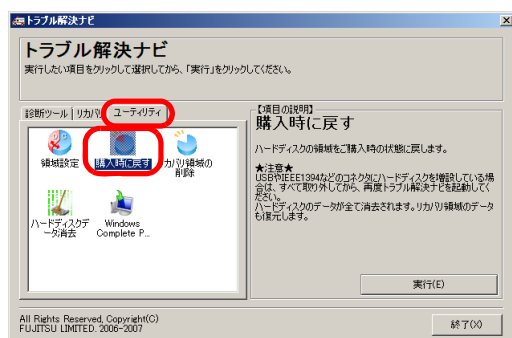 トラブル解決ナビ
トラブル解決ナビ
実行したい項目をクリックして選択してから、「実行」をクリックしてください。
診断ツール
リカバリ
ユーティリティ
領域設定
購入時に戻す
リカバリ領域の
削除
ハードディスクデ
ータ消去
Windows
Complete P...
【項目の説明】
購入時に戻す
ハードディスクの領域をご購入時の状態に戻します。
★注意★
USBやIEEE1394などのコネクタにハードディスクを増設している場
合は、すべて取り外してから、再度トラブル解決ナビを起動してく
ださい。
ハードディスクのデータが全て消去されます。リカバリ領域のデータ
も復元します。
実行(E)
All Rights Reserved, Copyright(C)
FUJITSU LIMITED. 2006-2007
終了(X)